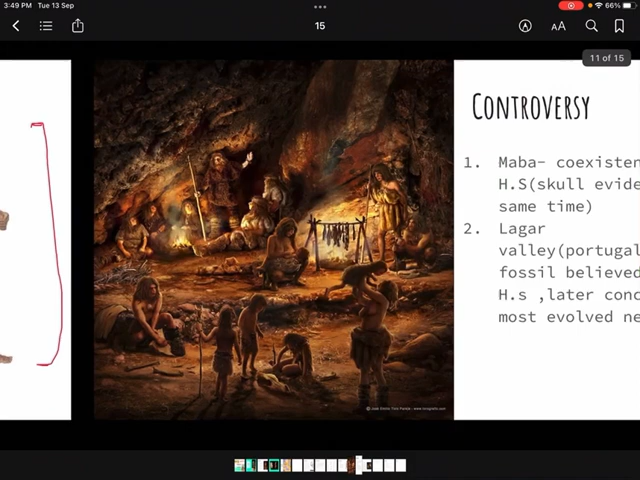 3:49 PM Tue 13 Sep
66%
15
AA
11 of 15
CONTROVERSY
1. Maba- coexisten
H.S(skull evide
same time)
2. Lagar
valley(portugal
fossil believed
H.s ,later conc
most evolved ne